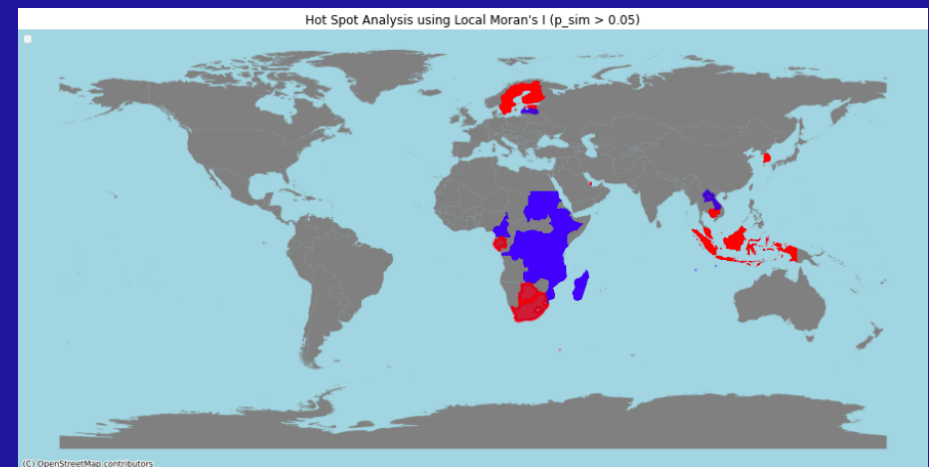 Hot Spot Analysis using Local Moran's I (p_sim > 0.05)
(C) OpenStreetMap contributors